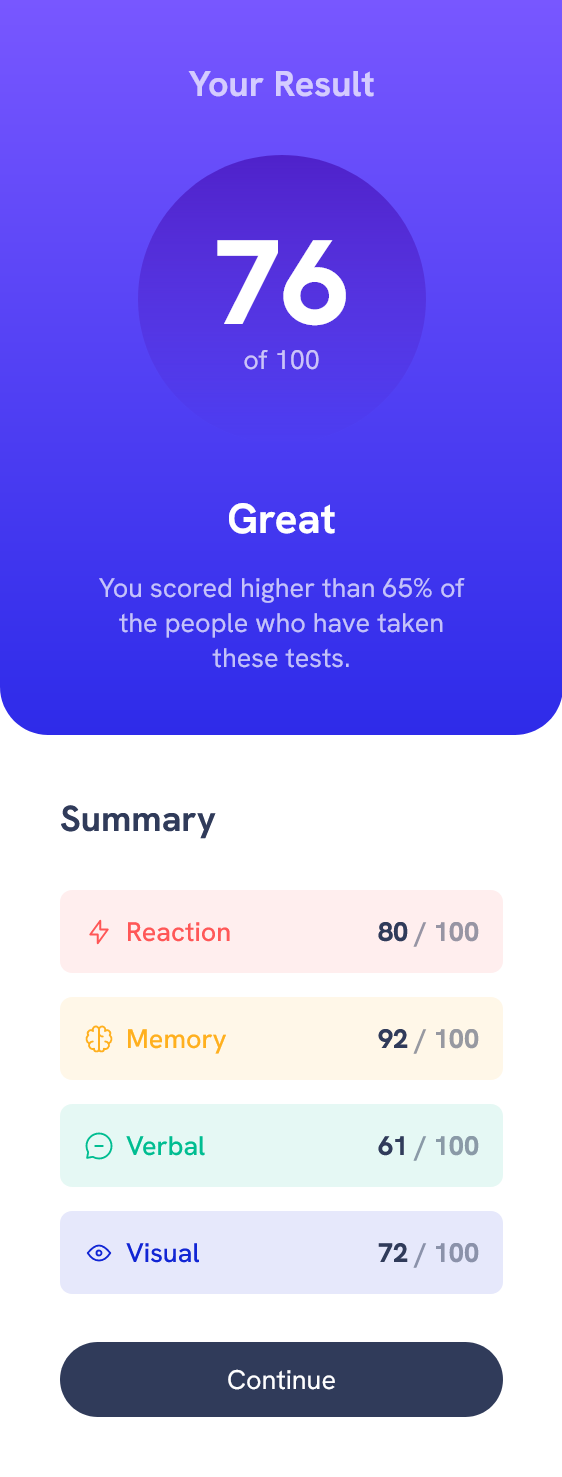 Your Result
76
of 100
Great
You scored higher than 65% of
the people who have taken
these tests.
Summary
Reaction 80 / 100
Memory 92 / 100
Verbal 61 / 100
Visual 72 / 100
Continue